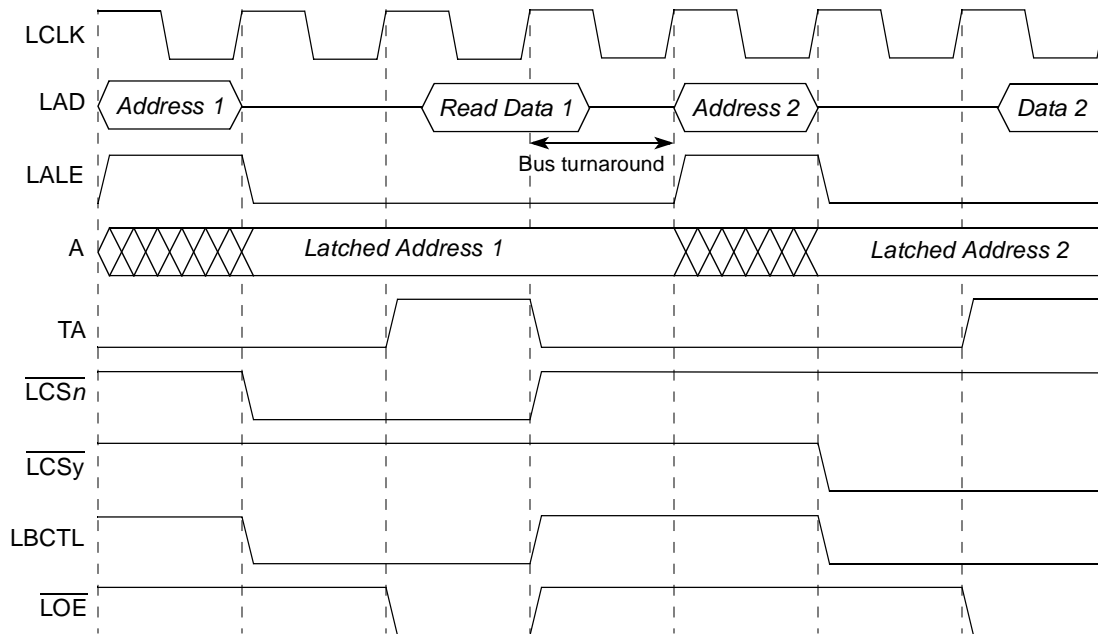 LCLK
LAD
Address 1
Read Data 1
Address 2
Data 2
Bus turnaround
LALE
A
Latched Address 1
Latched Address 2
TA
LCSn
LCSy
LBCTL
LOE